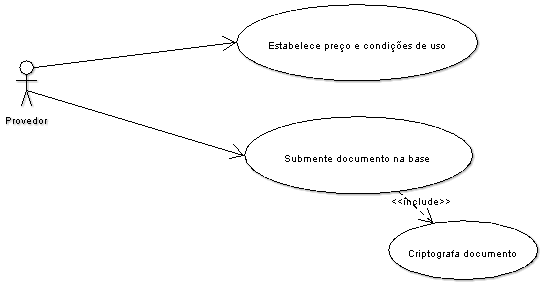 Estabelece preço e condições de uso
Provedor
Submente documento na base
<<include>>
Criptografa documento